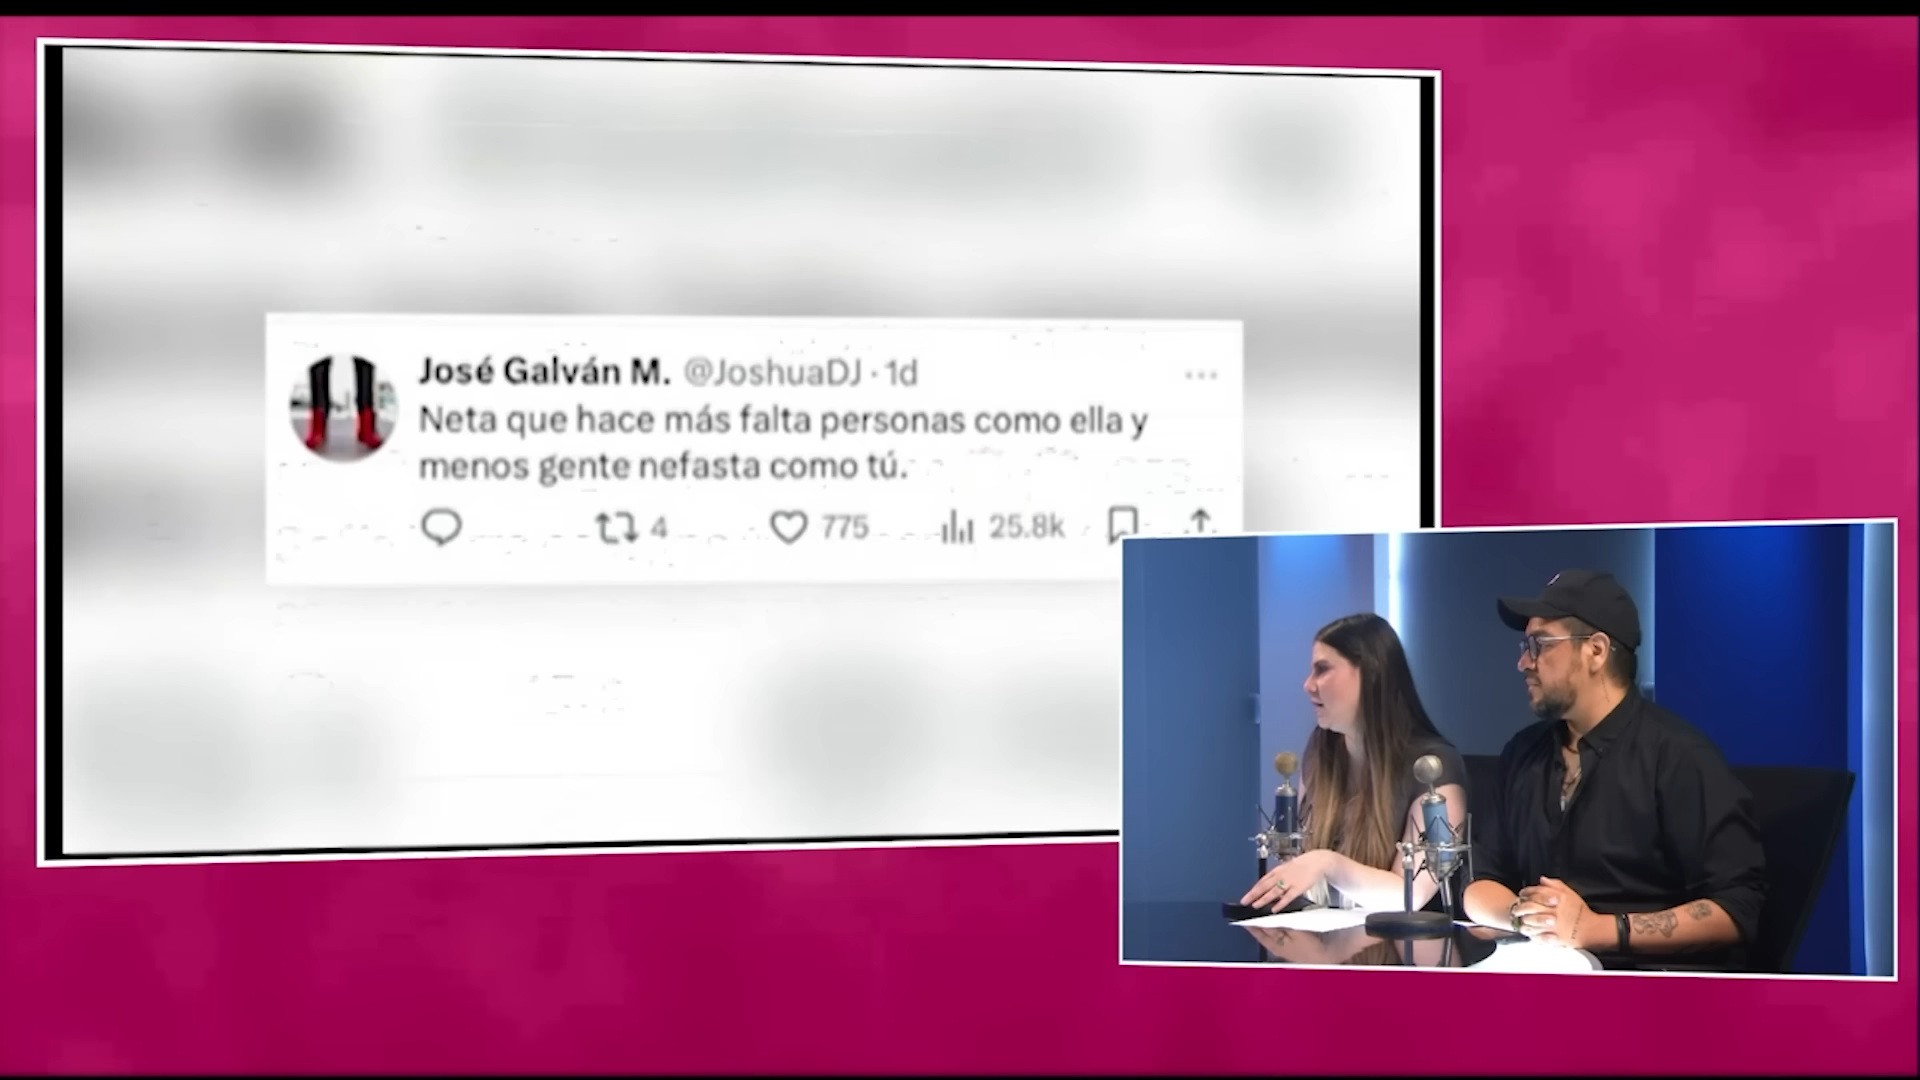 José Galván M. @JoshuaDJ · 1d
Neta que hace más falta personas como ella y
menos gente nefasta como tú.
4 775 25.8k